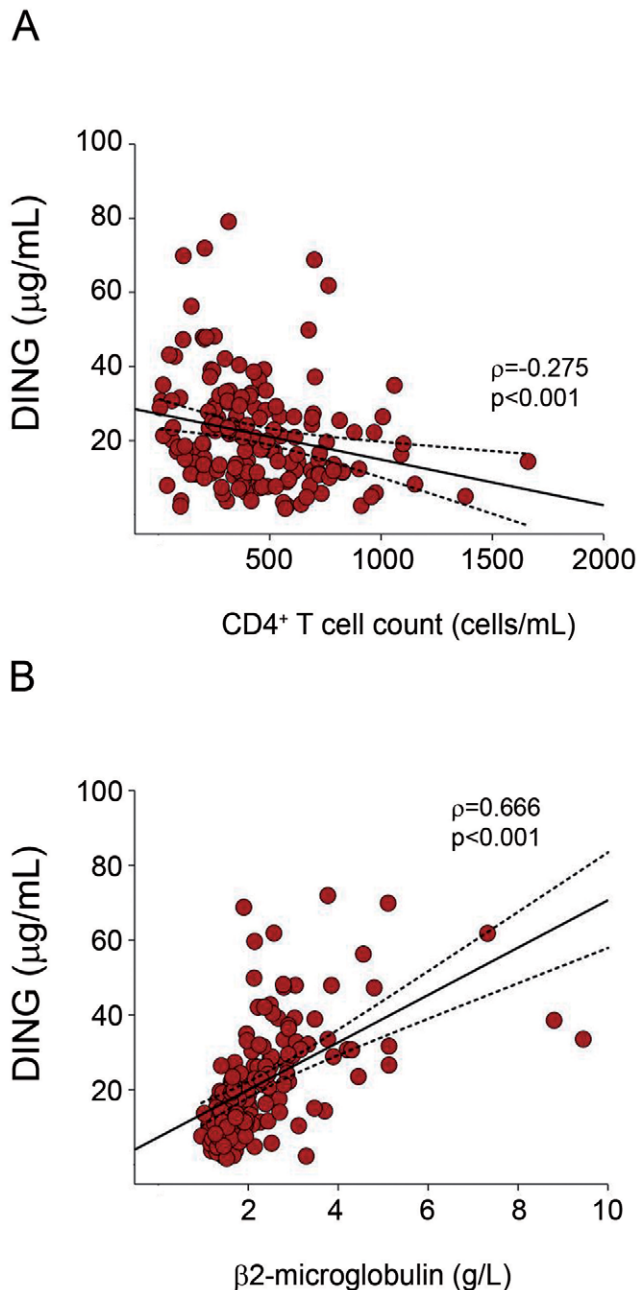 A
100
80
60
40
20
DING (μg/mL)
ρ=-0.275
p<0.001
500 1000 1500 2000
CD4⁺ T cell count (cells/mL)
B
100
80
60
40
20
DING (μg/mL)
ρ=0.666
p<0.001
2 4 6 8 10
β2-microglobulin (g/L)